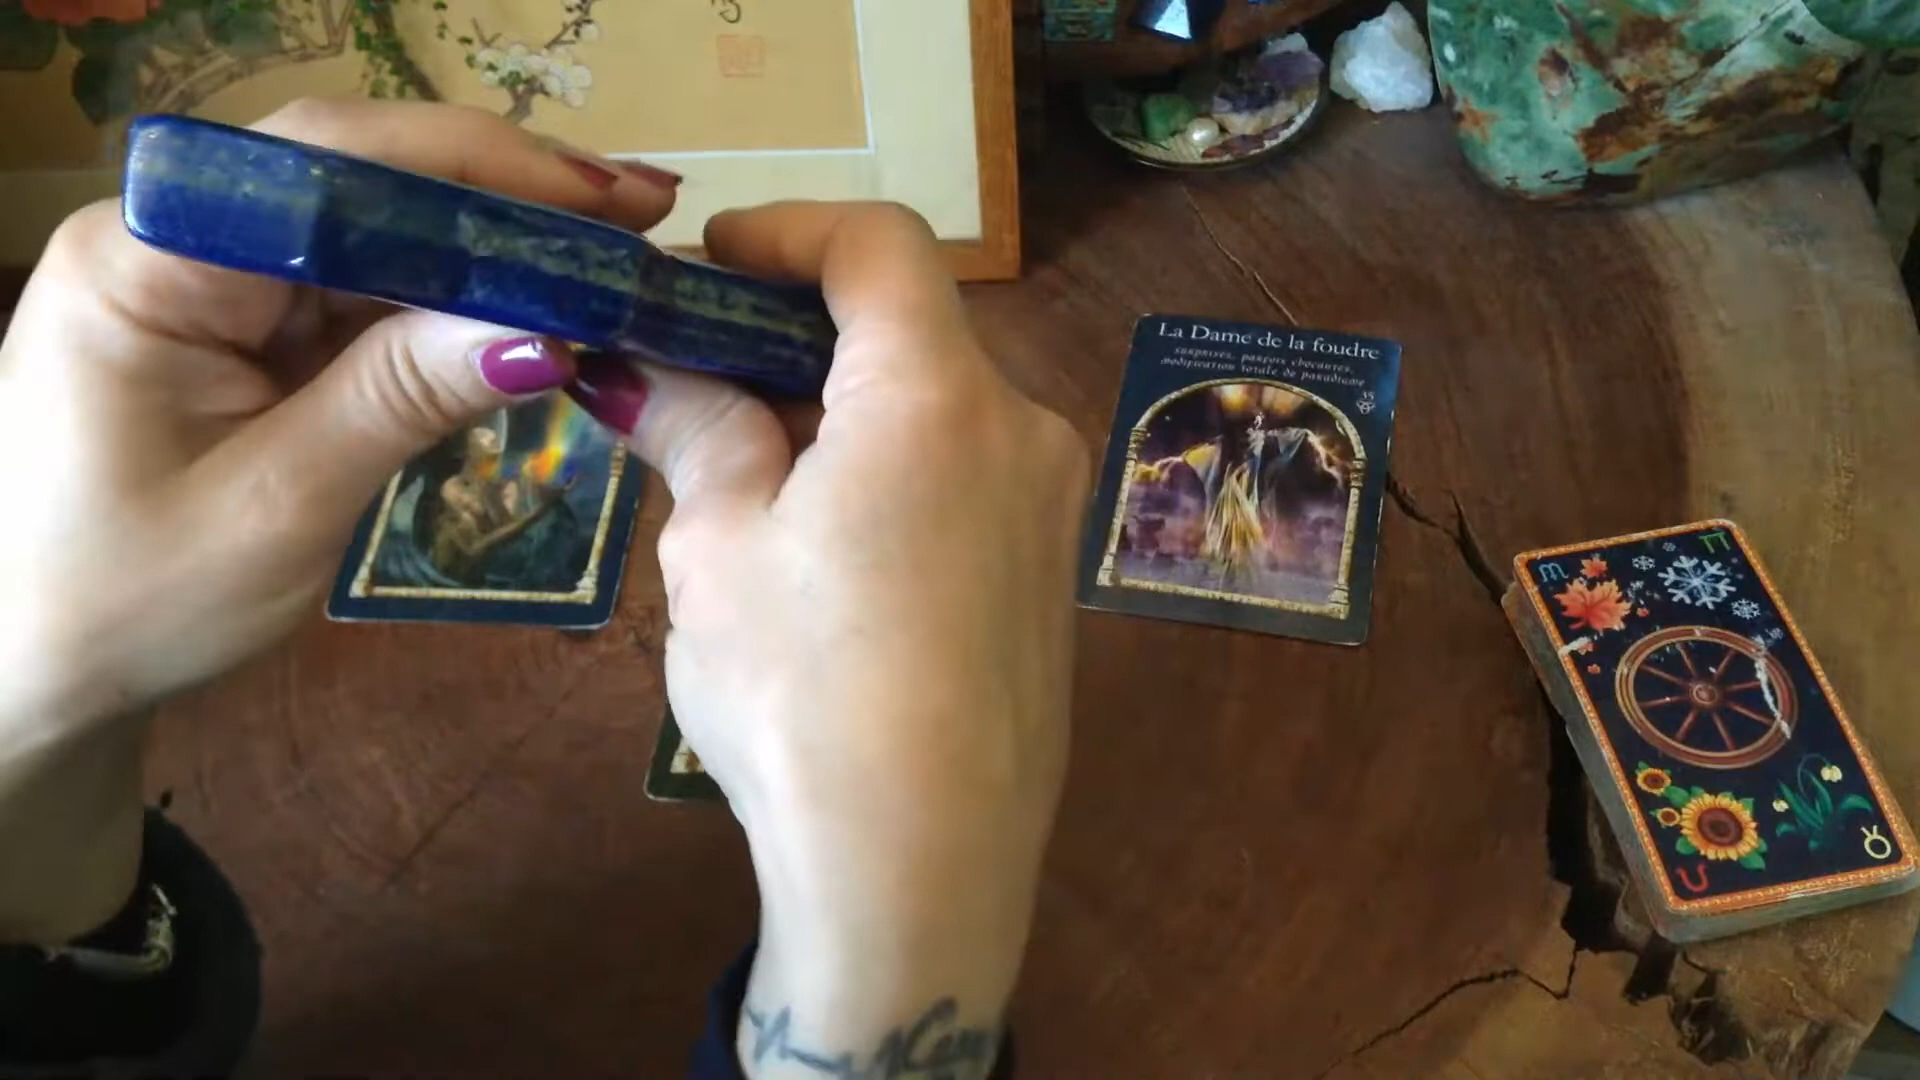 La Dame de la foudre
surprises, parfois choquantes,
modification totale de paradigme
35